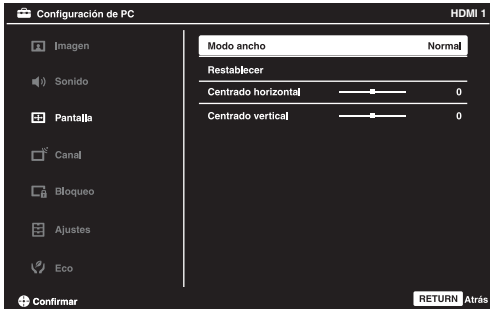 Configuración de PC
HDMI 1
Imagen
Sonido
Pantalla
Canal
Bloqueo
Ajustes
Eco
Modo ancho Normal
Restablecer
Centrado horizontal 0
Centrado vertical 0
Confirmar
RETURN Atrás